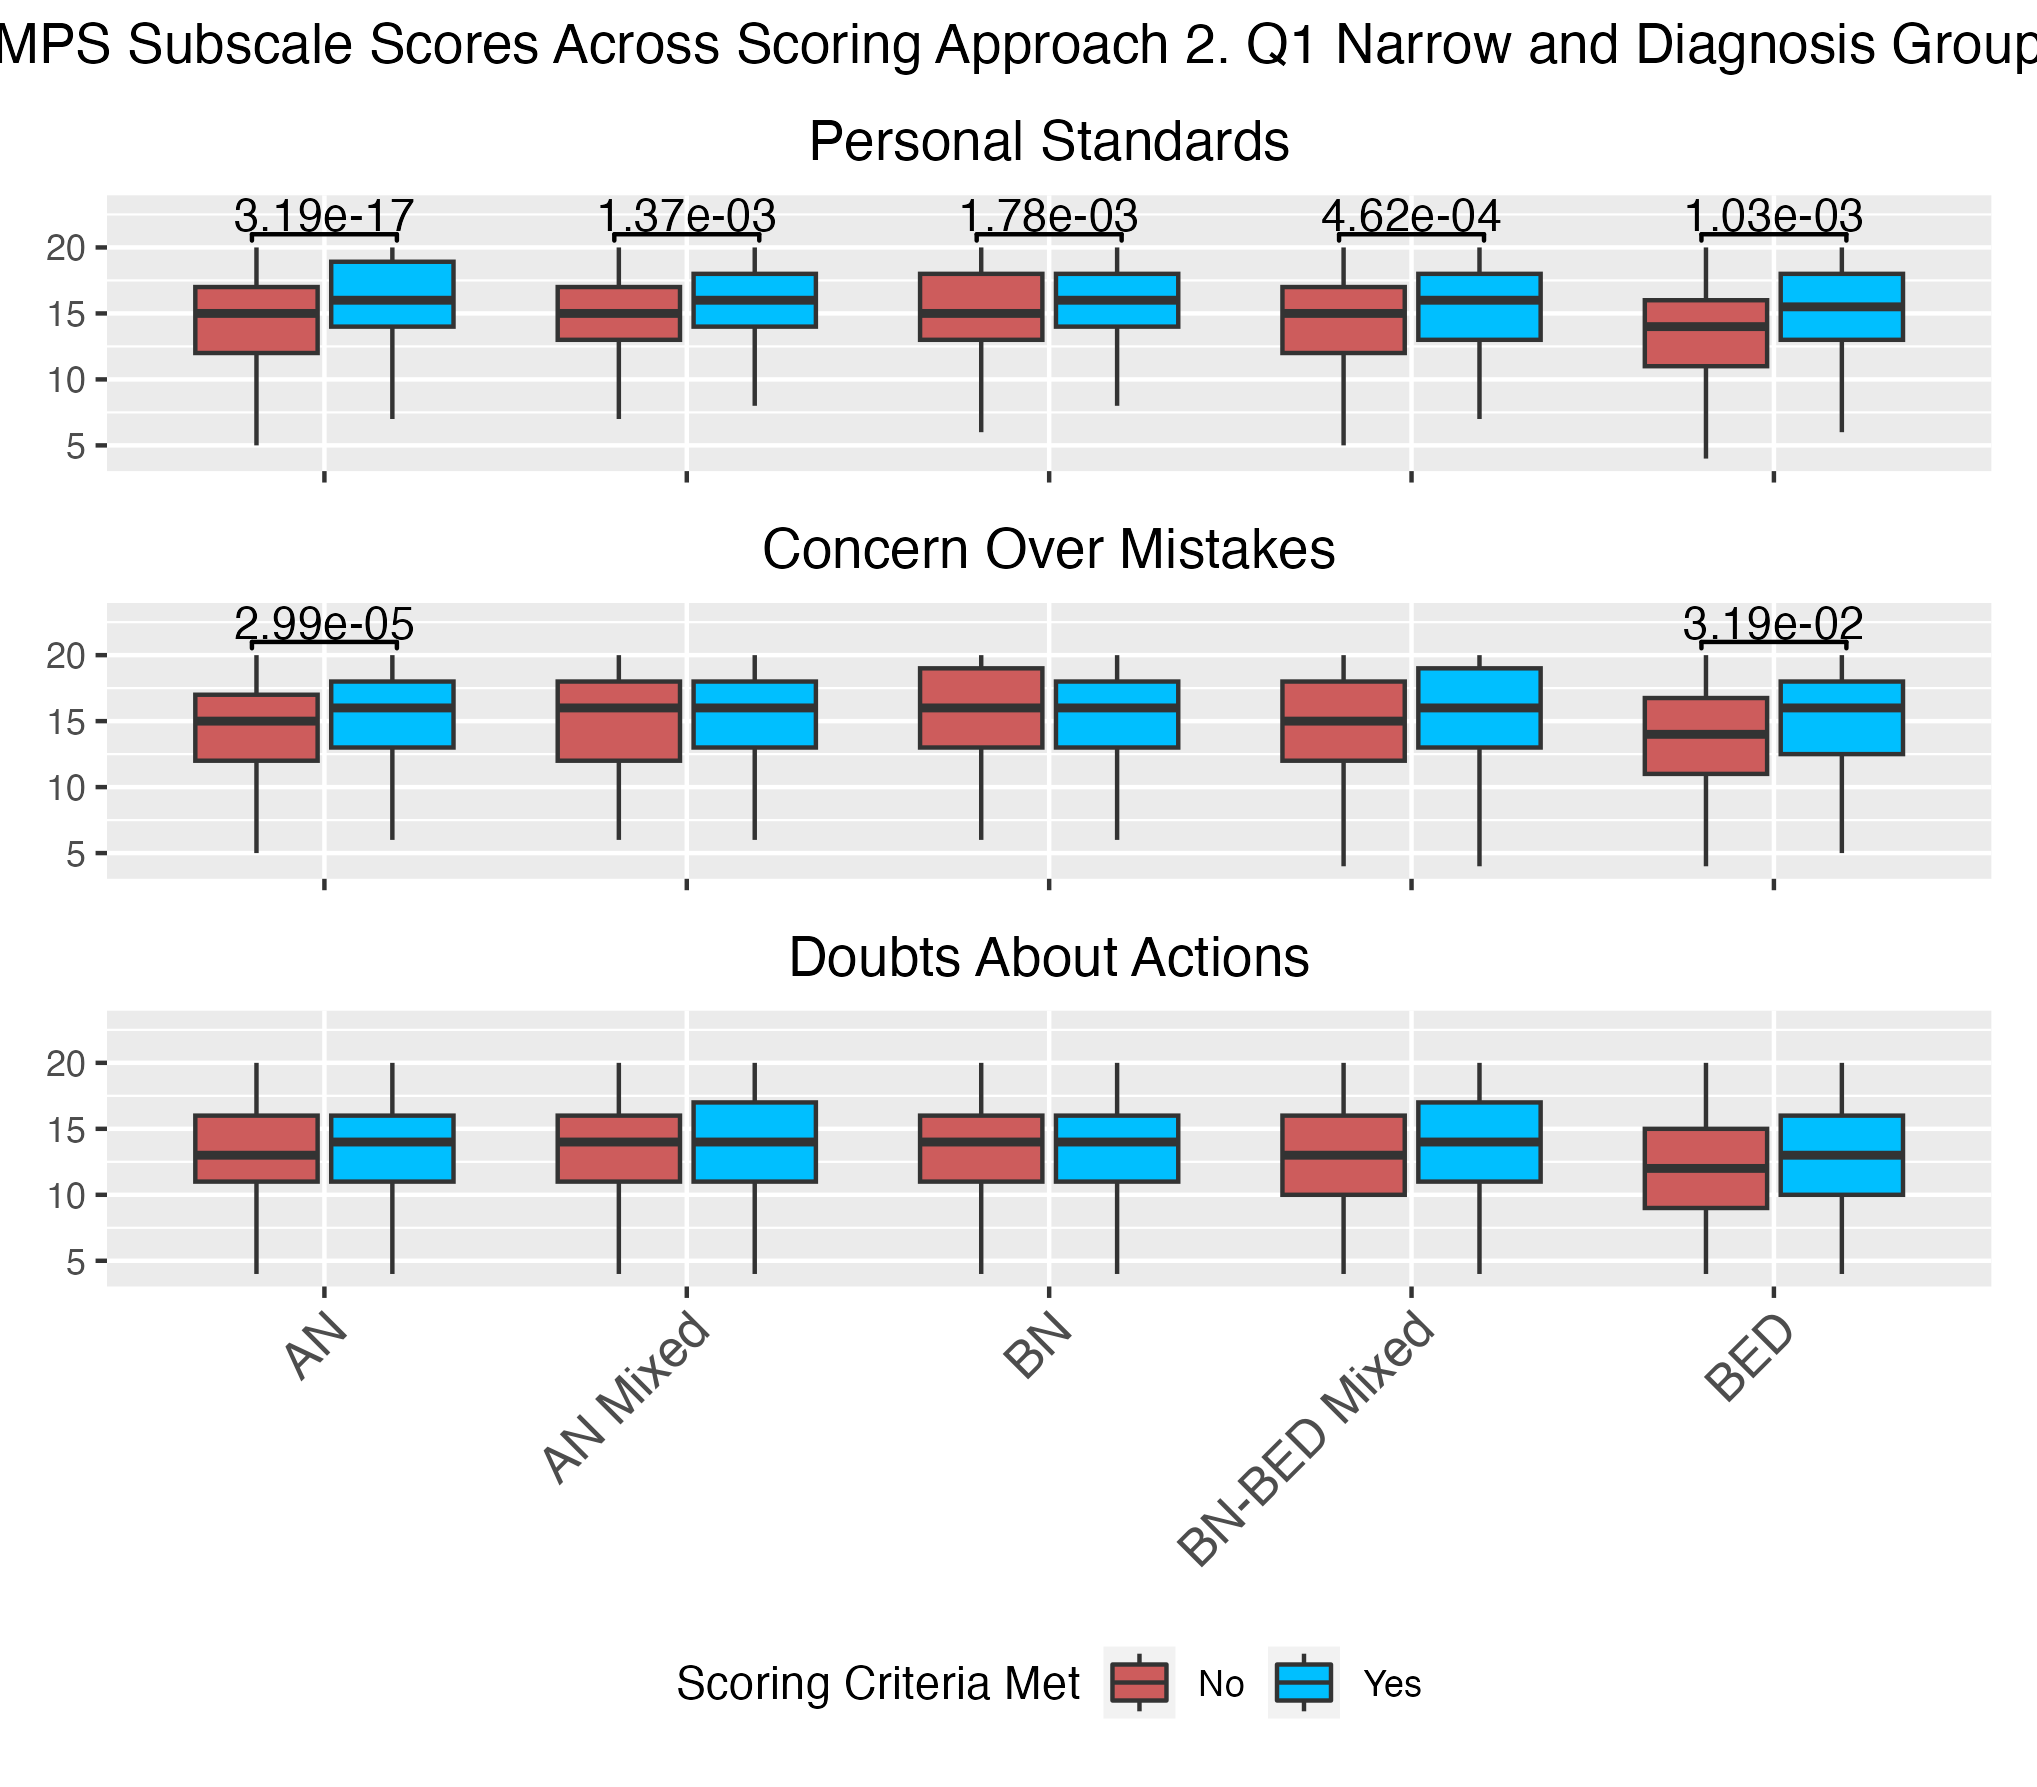 MPS Subscale Scores Across Scoring Approach 2. Q1 Narrow and Diagnosis Group
Personal Standards
3.19e-17 1.37e-03 1.78e-03 4.62e-04 1.03e-03
20
15
10
5
Concern Over Mistakes
2.99e-05 3.19e-02
20
15
10
5
Doubts About Actions
20
15
10
5
AN
AN Mixed
BN
BN-BED Mixed
BED
Scoring Criteria Met No Yes